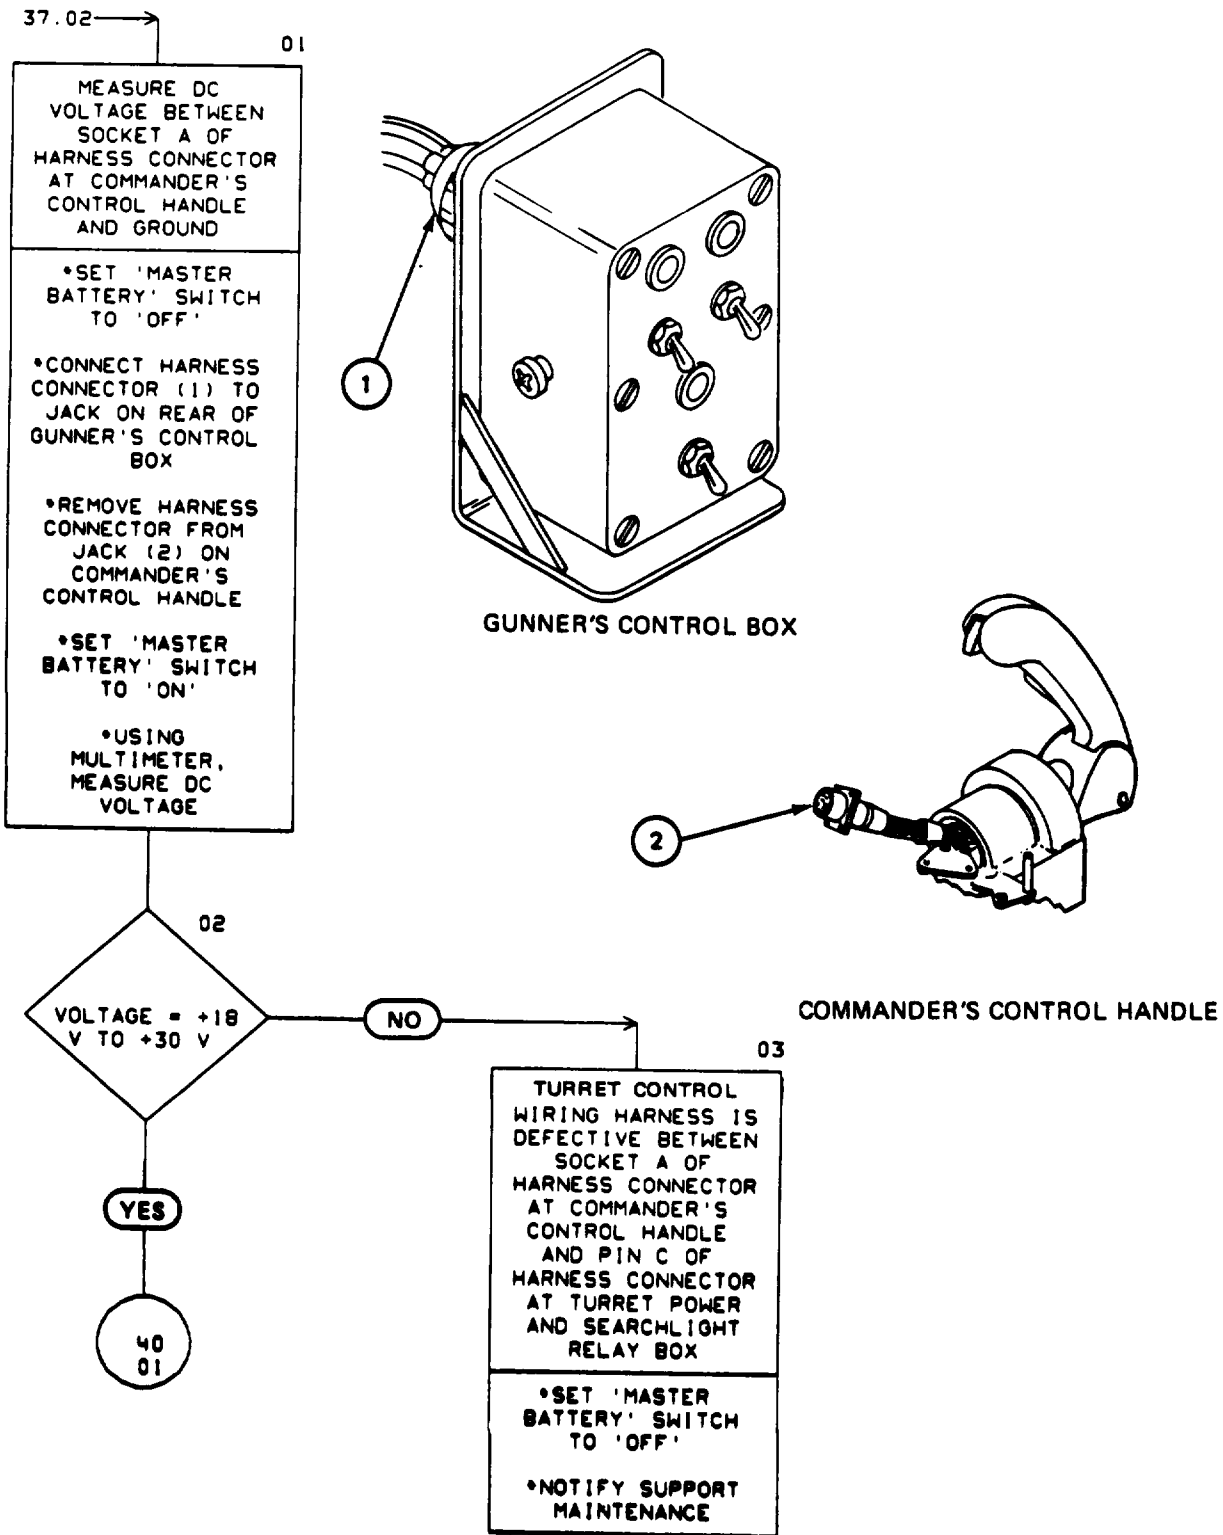 37.02
01
MEASURE DC
VOLTAGE BETWEEN
SOCKET A OF
HARNESS CONNECTOR
AT COMMANDER'S
CONTROL HANDLE
AND GROUND
*SET 'MASTER
BATTERY' SWITCH
TO 'OFF'
*CONNECT HARNESS
CONNECTOR (1) TO
JACK ON REAR OF
GUNNER'S CONTROL
BOX
*REMOVE HARNESS
CONNECTOR FROM
JACK (2) ON
COMMANDER'S
CONTROL HANDLE
*SET 'MASTER
BATTERY' SWITCH
TO 'ON'
*USING
MULTIMETER,
MEASURE DC
VOLTAGE
1
GUNNER'S CONTROL BOX
2
COMMANDER'S CONTROL HANDLE
02
VOLTAGE = +18
V TO +30 V
NO
YES
40
01
03
TURRET CONTROL
WIRING HARNESS IS
DEFECTIVE BETWEEN
SOCKET A OF
HARNESS CONNECTOR
AT COMMANDER'S
CONTROL HANDLE
AND PIN C OF
HARNESS CONNECTOR
AT TURRET POWER
AND SEARCHLIGHT
RELAY BOX
*SET 'MASTER
BATTERY' SWITCH
TO 'OFF'
*NOTIFY SUPPORT
MAINTENANCE